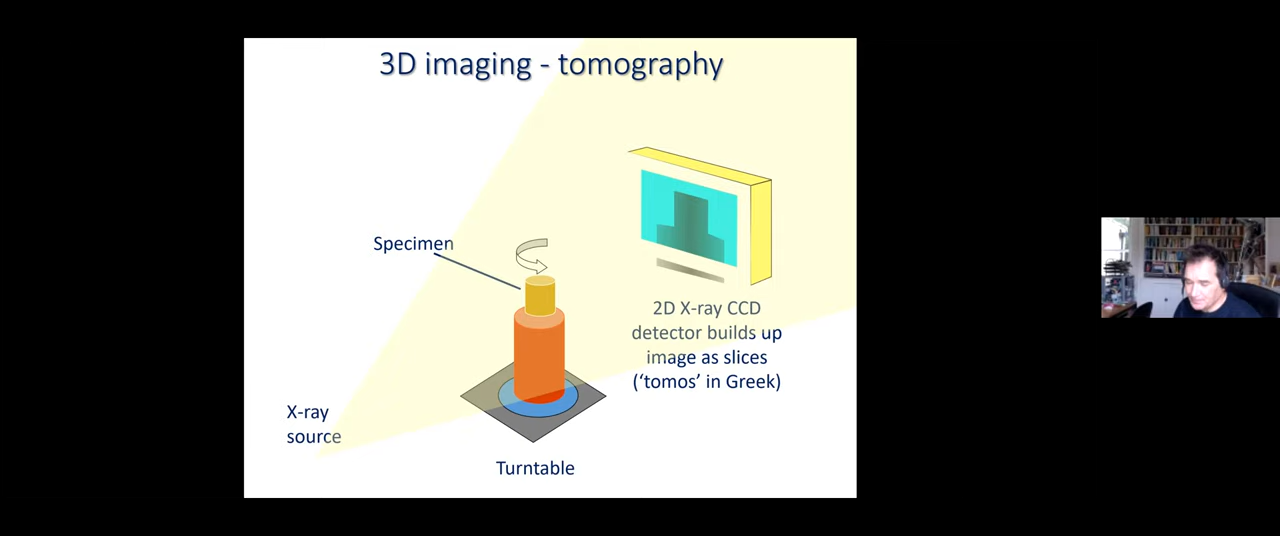 3D imaging - tomography
Specimen
2D X-ray CCD
detector builds up
image as slices
(‘tomos’ in Greek)
X-ray
source
Turntable